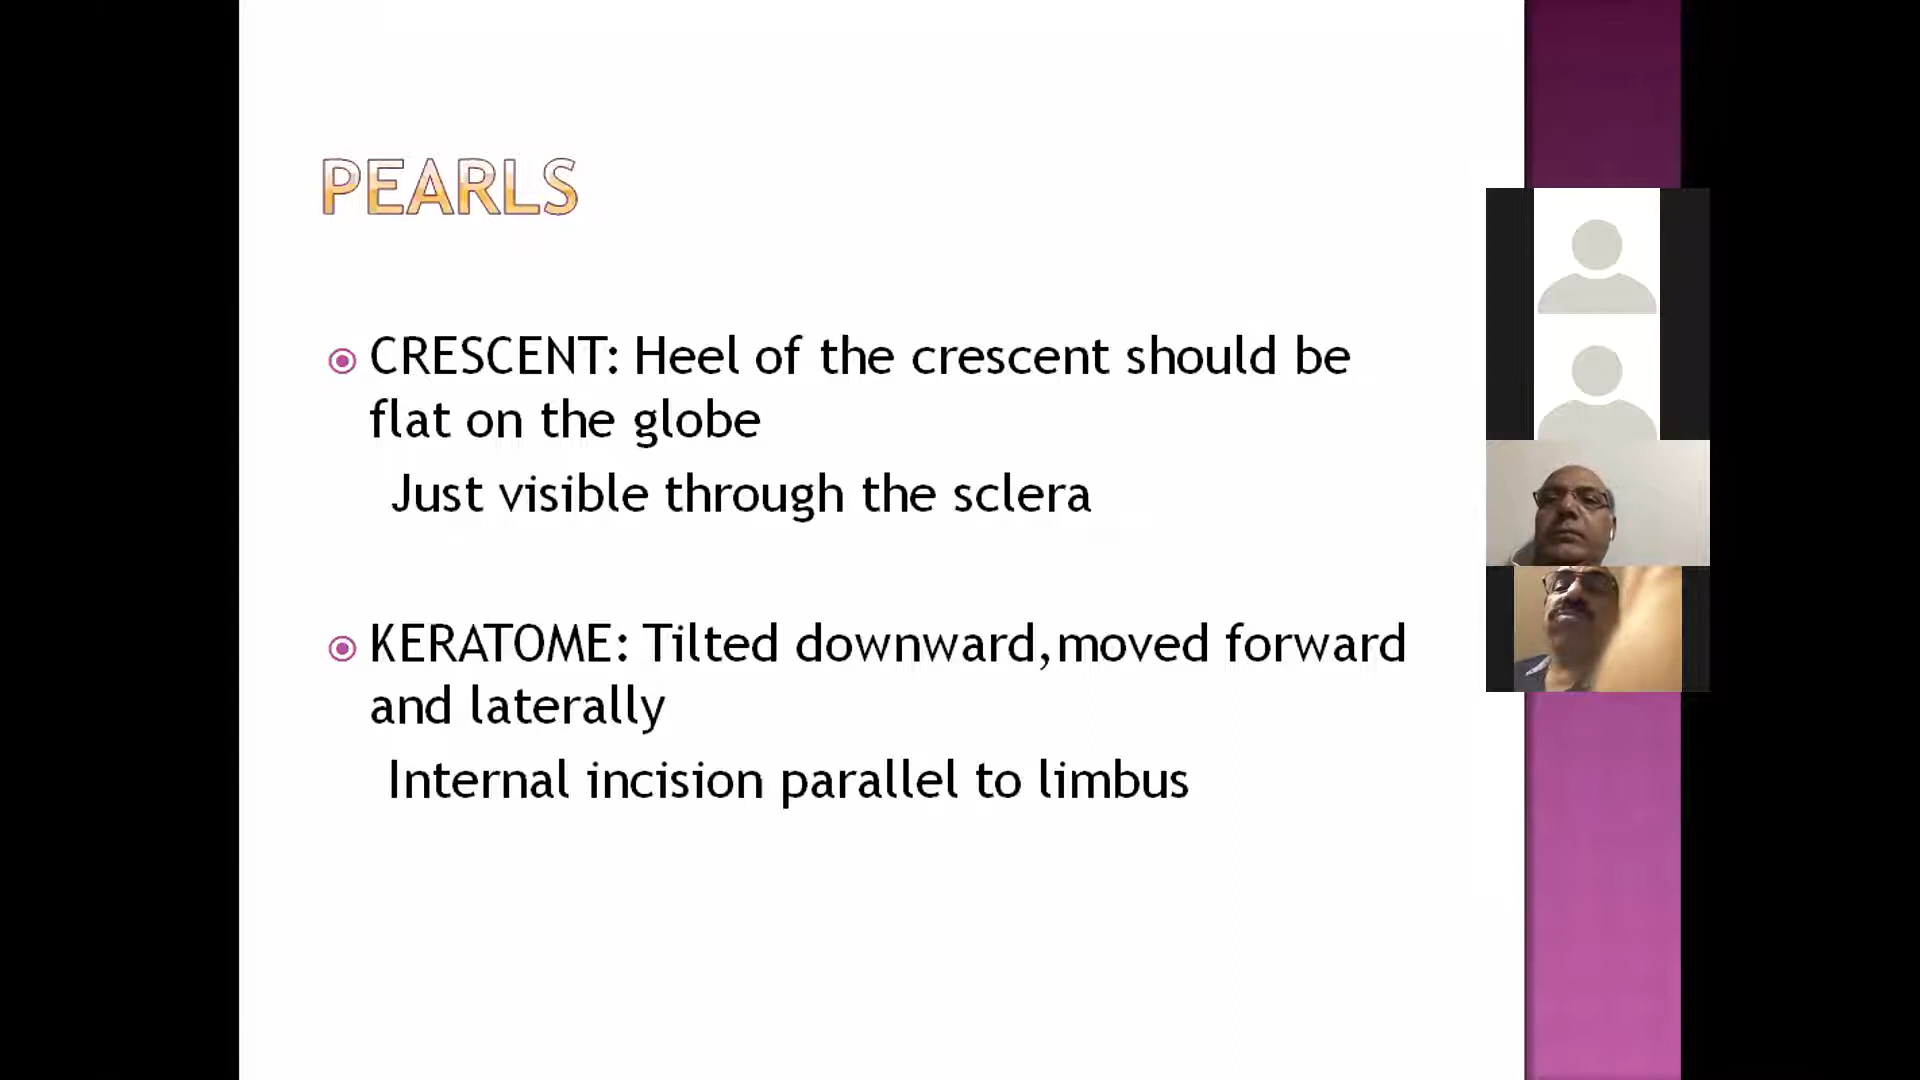 PEARLS
CRESCENT: Heel of the crescent should be
flat on the globe
Just visible through the sclera
KERATOME: Tilted downward,moved forward
and laterally
Internal incision parallel to limbus